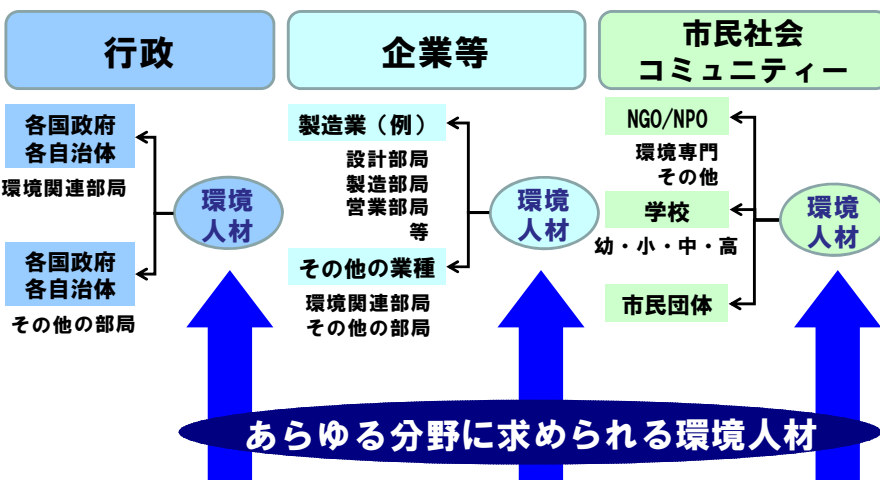 行政
企業等
市民社会
コミュニティー
各国政府
各自治体
環境関連部局
環境
人材
各国政府
各自治体
その他の部局
製造業（例）
設計部局
製造部局
営業部局
等
環境
人材
その他の業種
環境関連部局
その他の部局
NGO/NPO
環境専門
その他
学校
幼・小・中・高
環境
人材
市民団体
あらゆる分野に求められる環境人材